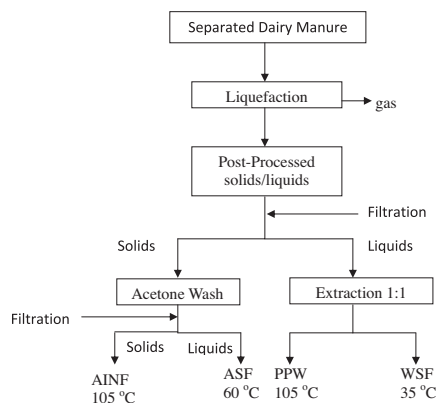 Separated Dairy Manure
Liquefaction
gas
Post-Processed
solids/liquids
Filtration
Solids
Liquids
Acetone Wash
Extraction 1:1
Filtration
Solids
Liquids
AINF
105 °C
ASF
60 °C
PPW
105 °C
WSF
35 °C